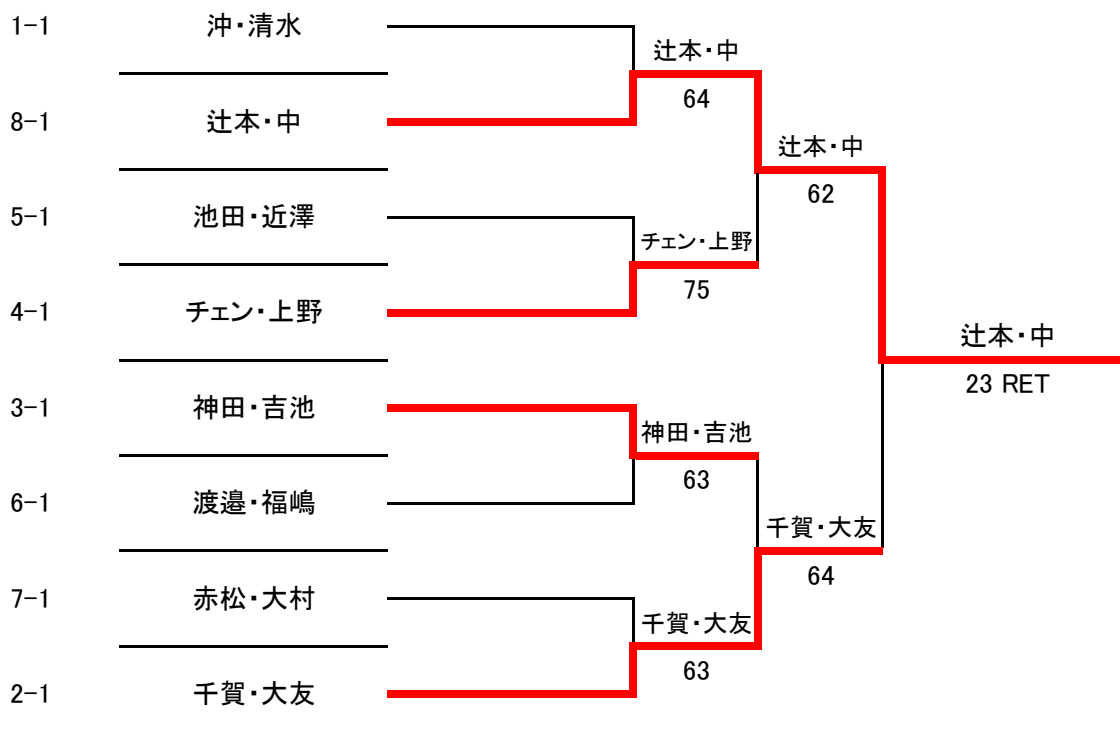 1-1 沖・清水
辻本・中
64
8-1 辻本・中
辻本・中
62
5-1 池田・近澤
チェン・上野
75
4-1 チェン・上野
辻本・中
23 RET
3-1 神田・吉池
神田・吉池
63
6-1 渡邉・福嶋
千賀・大友
64
7-1 赤松・大村
千賀・大友
63
2-1 千賀・大友